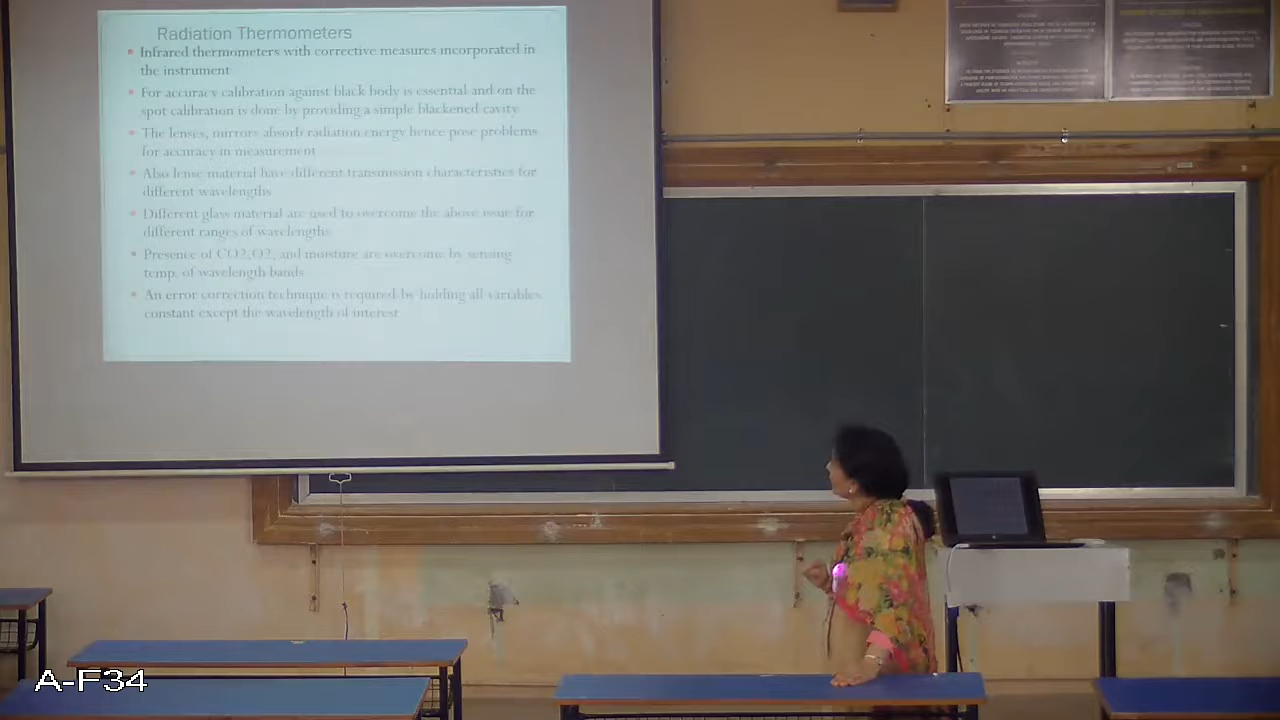 Radiation Thermometers
• Infrared thermometers with corrective measures incorporated in
the instrument
• For accuracy calibration against black body is essential and on the
spot calibration is done by providing a simple blackened cavity
• The lenses, mirrors absorb radiation energy hence pose problems
for accuracy in measurement
• Also lense material have different transmission characteristics for
different wavelengths
• Different glass material are used to overcome the above issue for
different ranges of wavelengths
• Presence of CO2,O2, and moisture are overcome by sensing
temp. of wavelength bands
• An error correction technique is required by holding all variables
constant except the wavelength of interest
A-F34